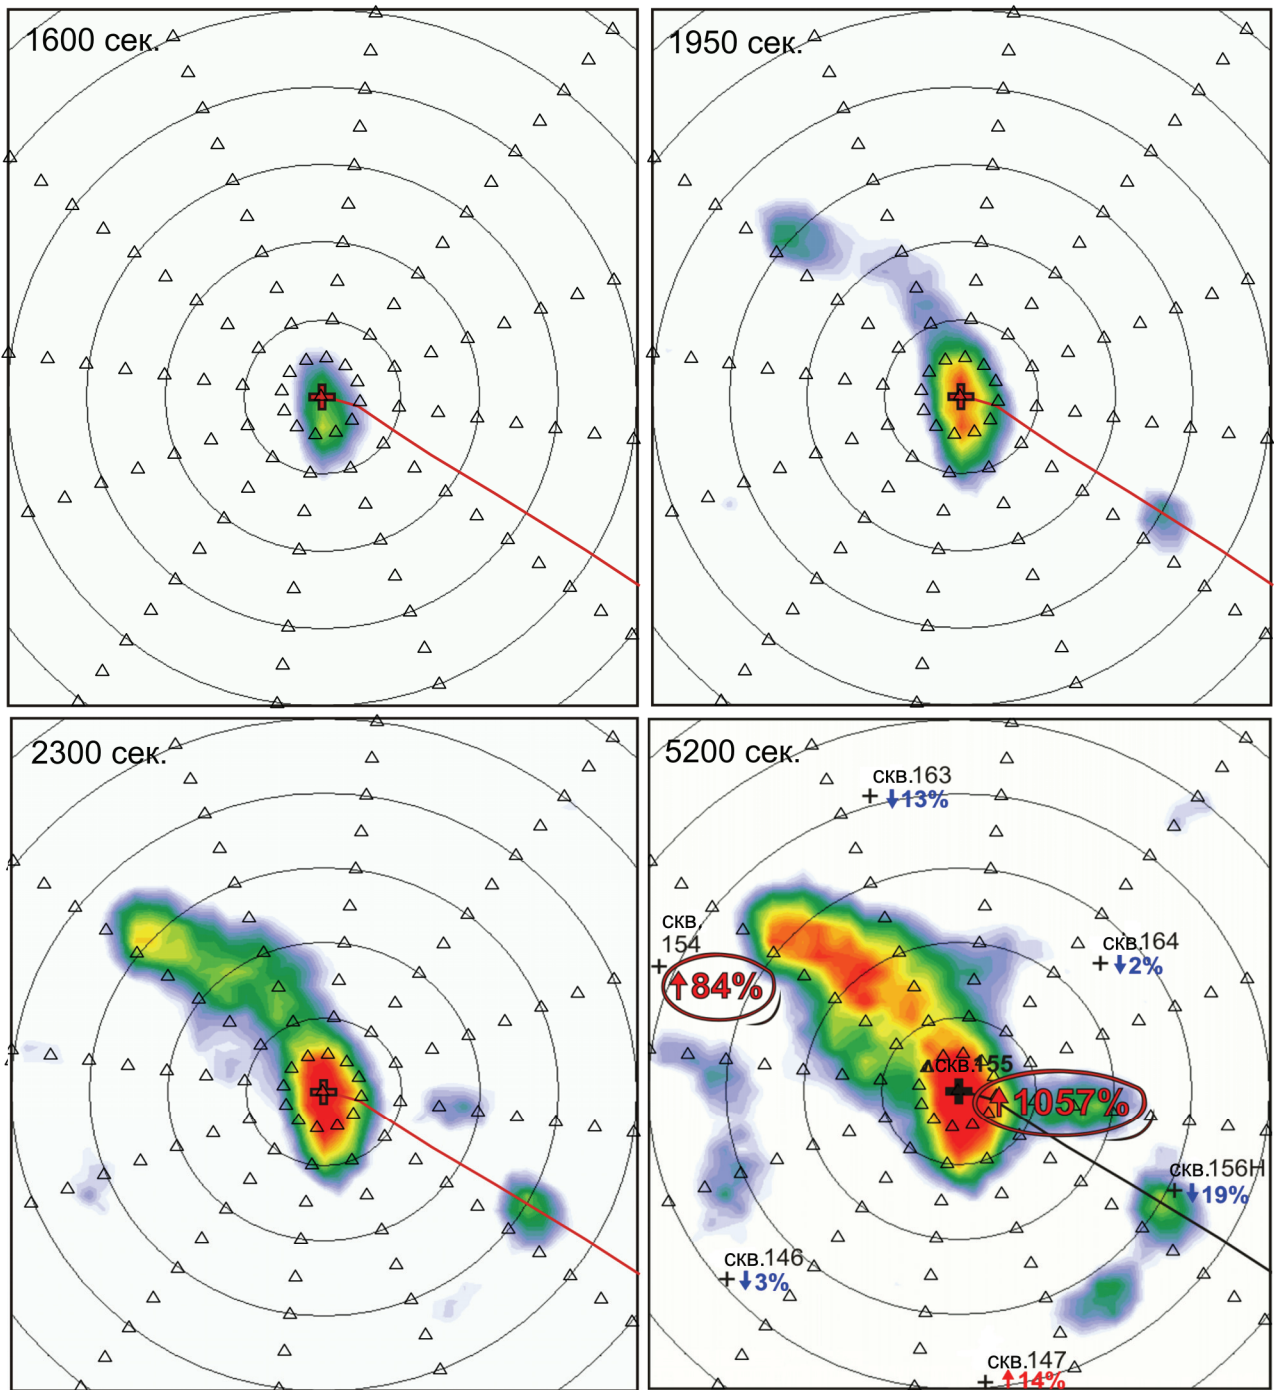 1600 сек.
1950 сек.
2300 сек.
5200 сек.
скв.163
↓13%
скв.
154
↑84%
скв.164
↓2%
скв.155
↑1057%
скв.156Н
↓19%
скв.146
↓3%
скв.147
↑14%